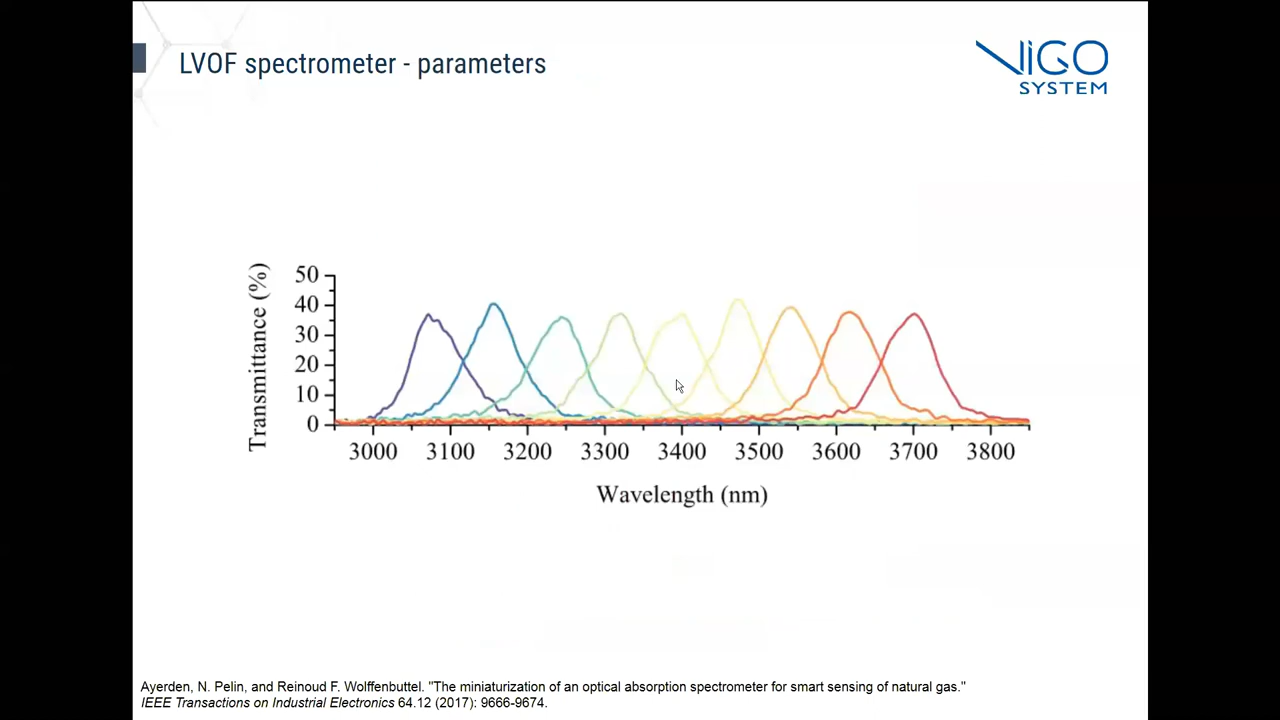 LVOF spectrometer - parameters
VIGO
SYSTEM
50
40
30
20
10
0
Transmittance (%)
3000 3100 3200 3300 3400 3500 3600 3700 3800
Wavelength (nm)
Ayerden, N. Pelin, and Reinoud F. Wolffenbuttel. "The miniaturization of an optical absorption spectrometer for smart sensing of natural gas."
IEEE Transactions on Industrial Electronics 64.12 (2017): 9666-9674.